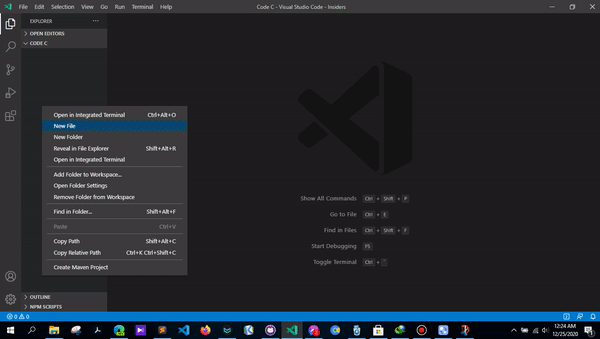 File Edit Selection View Go Run Terminal Help
Code C - Visual Studio Code - Insiders
EXPLORER
OPEN EDITORS
CODE C
Open in Integrated Terminal Ctrl+Alt+O
New File
New Folder
Reveal in File Explorer Shift+Alt+R
Open in Integrated Terminal
Add Folder to Workspace...
Open Folder Settings
Remove Folder from Workspace
Find in Folder... Shift+Alt+F
Paste Ctrl+V
Copy Path Shift+Alt+C
Copy Relative Path Ctrl+K Ctrl+Shift+C
Create Maven Project
Show All Commands Ctrl + Shift + P
Go to File Ctrl + E
Find in Files Ctrl + Shift + F
Start Debugging F5
Toggle Terminal Ctrl + `
OUTLINE
NPM SCRIPTS
0 0
12:24 AM
12/25/2020